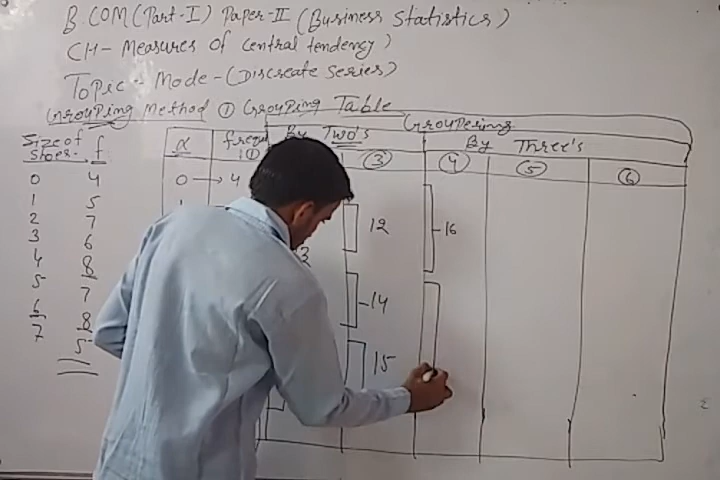 B.COM (Part-I) Paper-II (Business Statistics)
CH- Measures of central tendency)
Topic - Mode - (Discreate Series)
Grouping Method ① Grouping Table
Groupering
Size of f
Shoes-
x frequ By Two's By Three's
① ③ ④ ⑤ ⑥
0 4
1 5
2 7
3 6
4 8
5 7
6 8
7 5
0 → 4
12
16
14
15